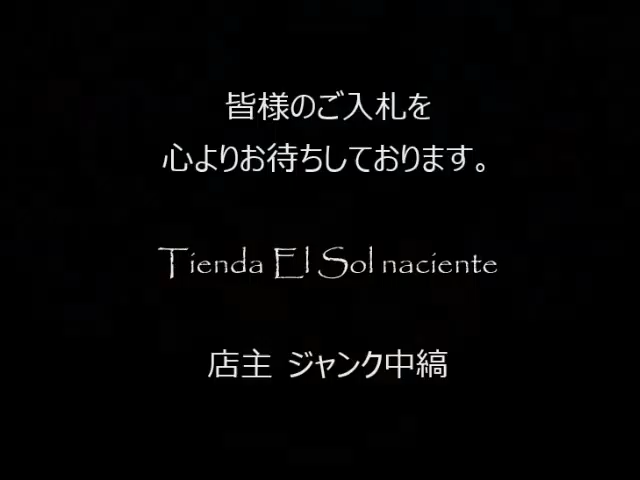 皆様のご入札を
心よりお待ちしております。
Tienda El Sol naciente
店主 ジャンク中縞